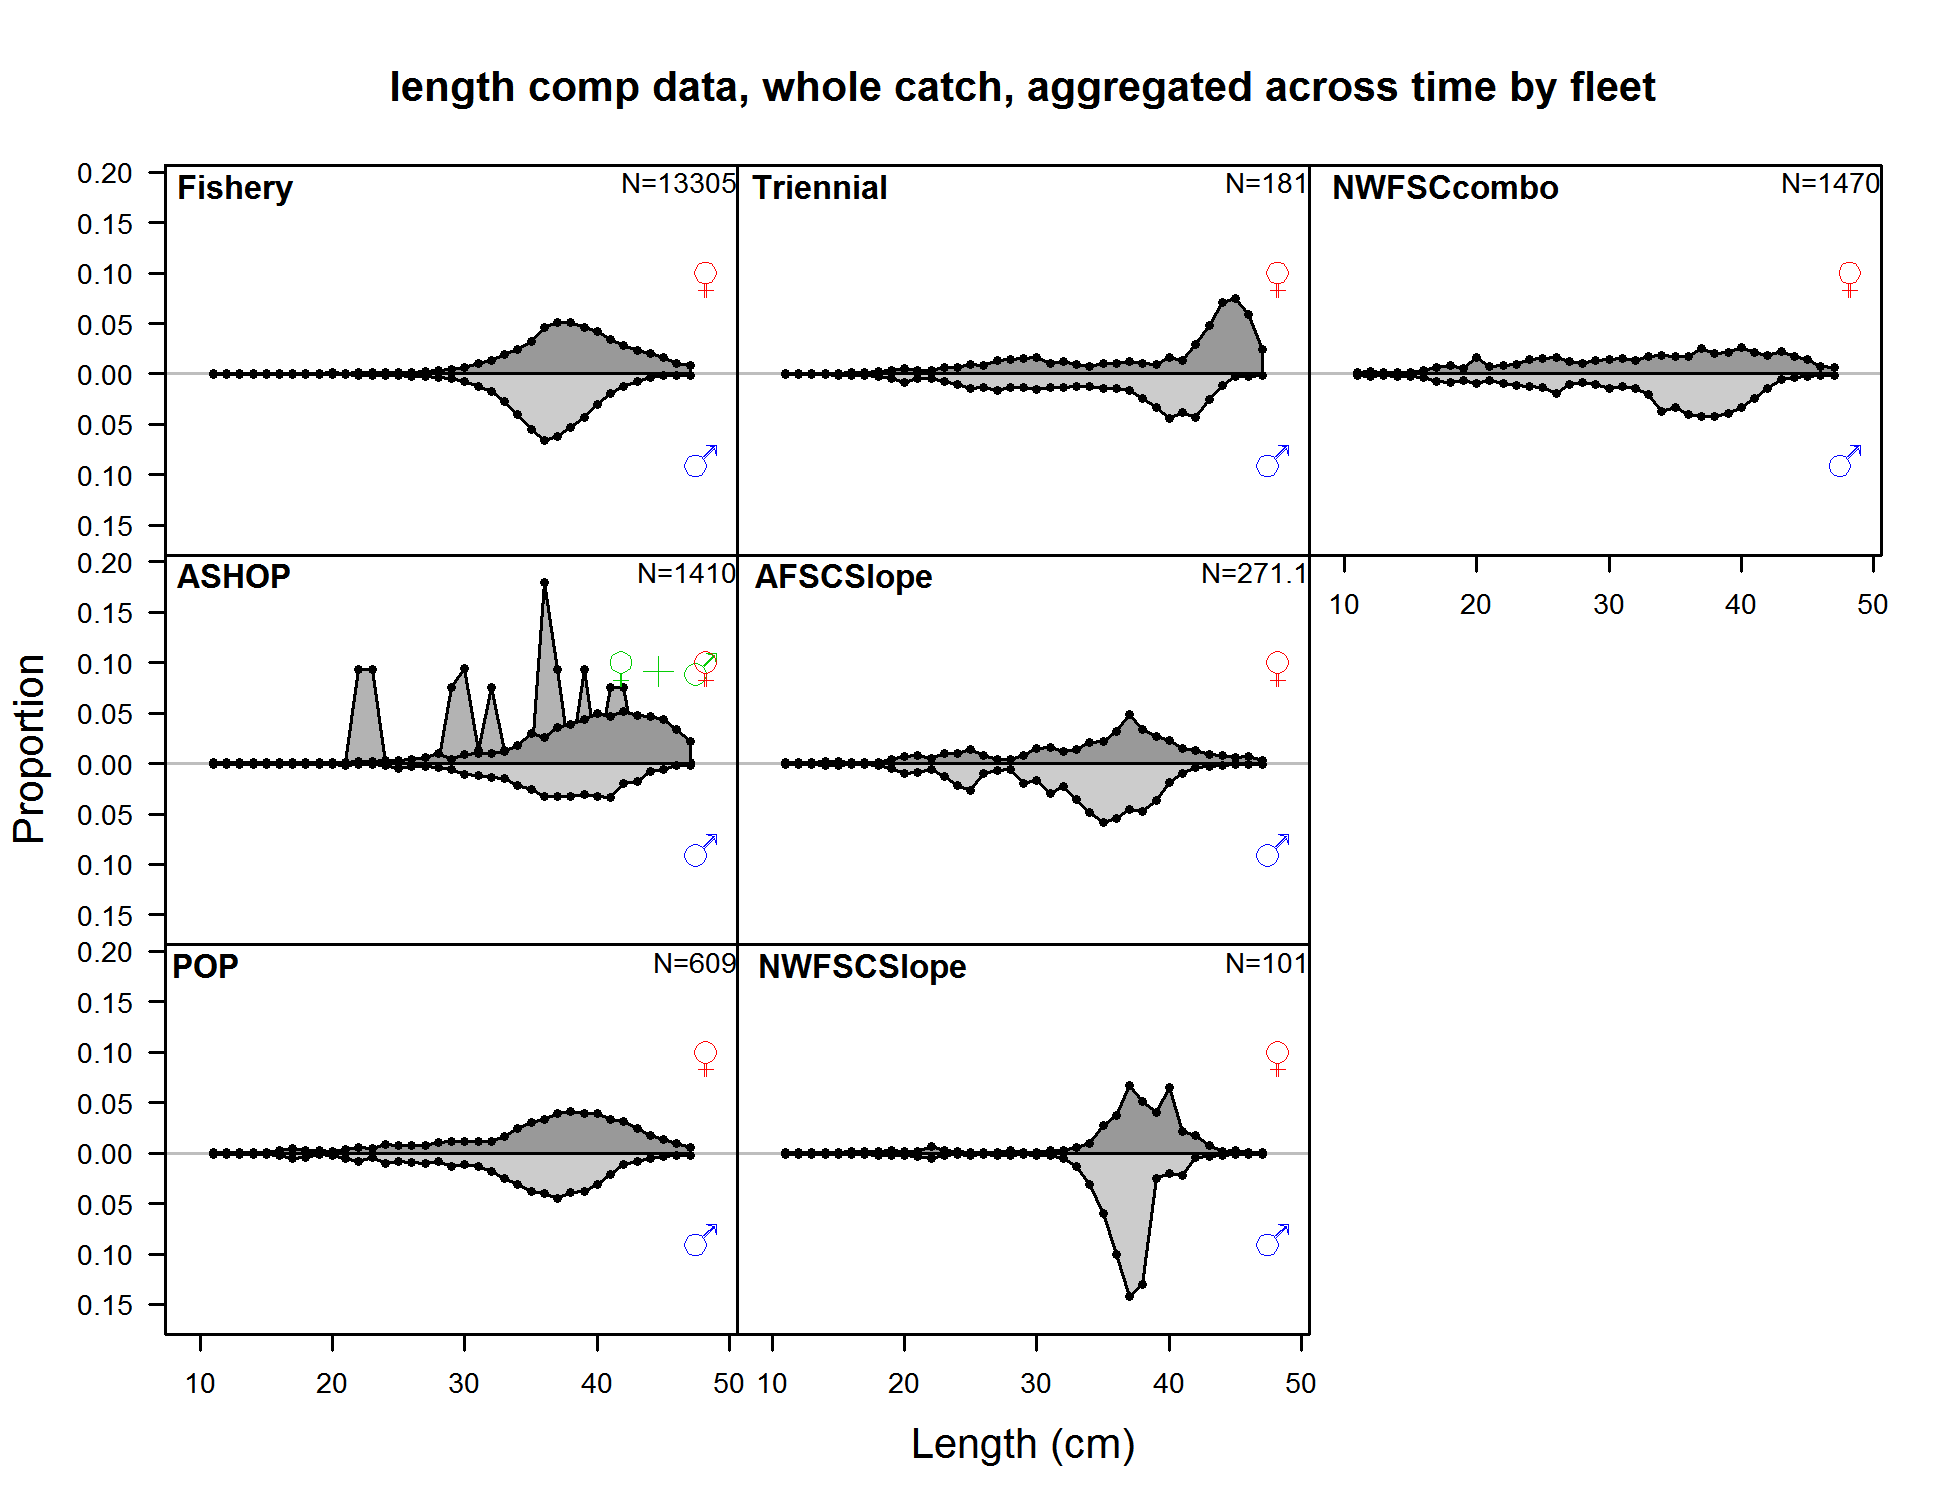 length comp data, whole catch, aggregated across time by fleet
Fishery N=13305
Triennial N=181
NWFSCcombo N=1470
0.20
0.15
0.10
0.05
0.00
0.05
0.10
0.15
10 20 30 40 50
ASHOP N=1410
AFSCSlope N=271.1
0.20
0.15
0.10
0.05
0.00
0.05
0.10
0.15
POP N=609
NWFSCSlope N=101
0.20
0.15
0.10
0.05
0.00
0.05
0.10
0.15
10 20 30 40 50
10 20 30 40 50
Proportion
Length (cm)